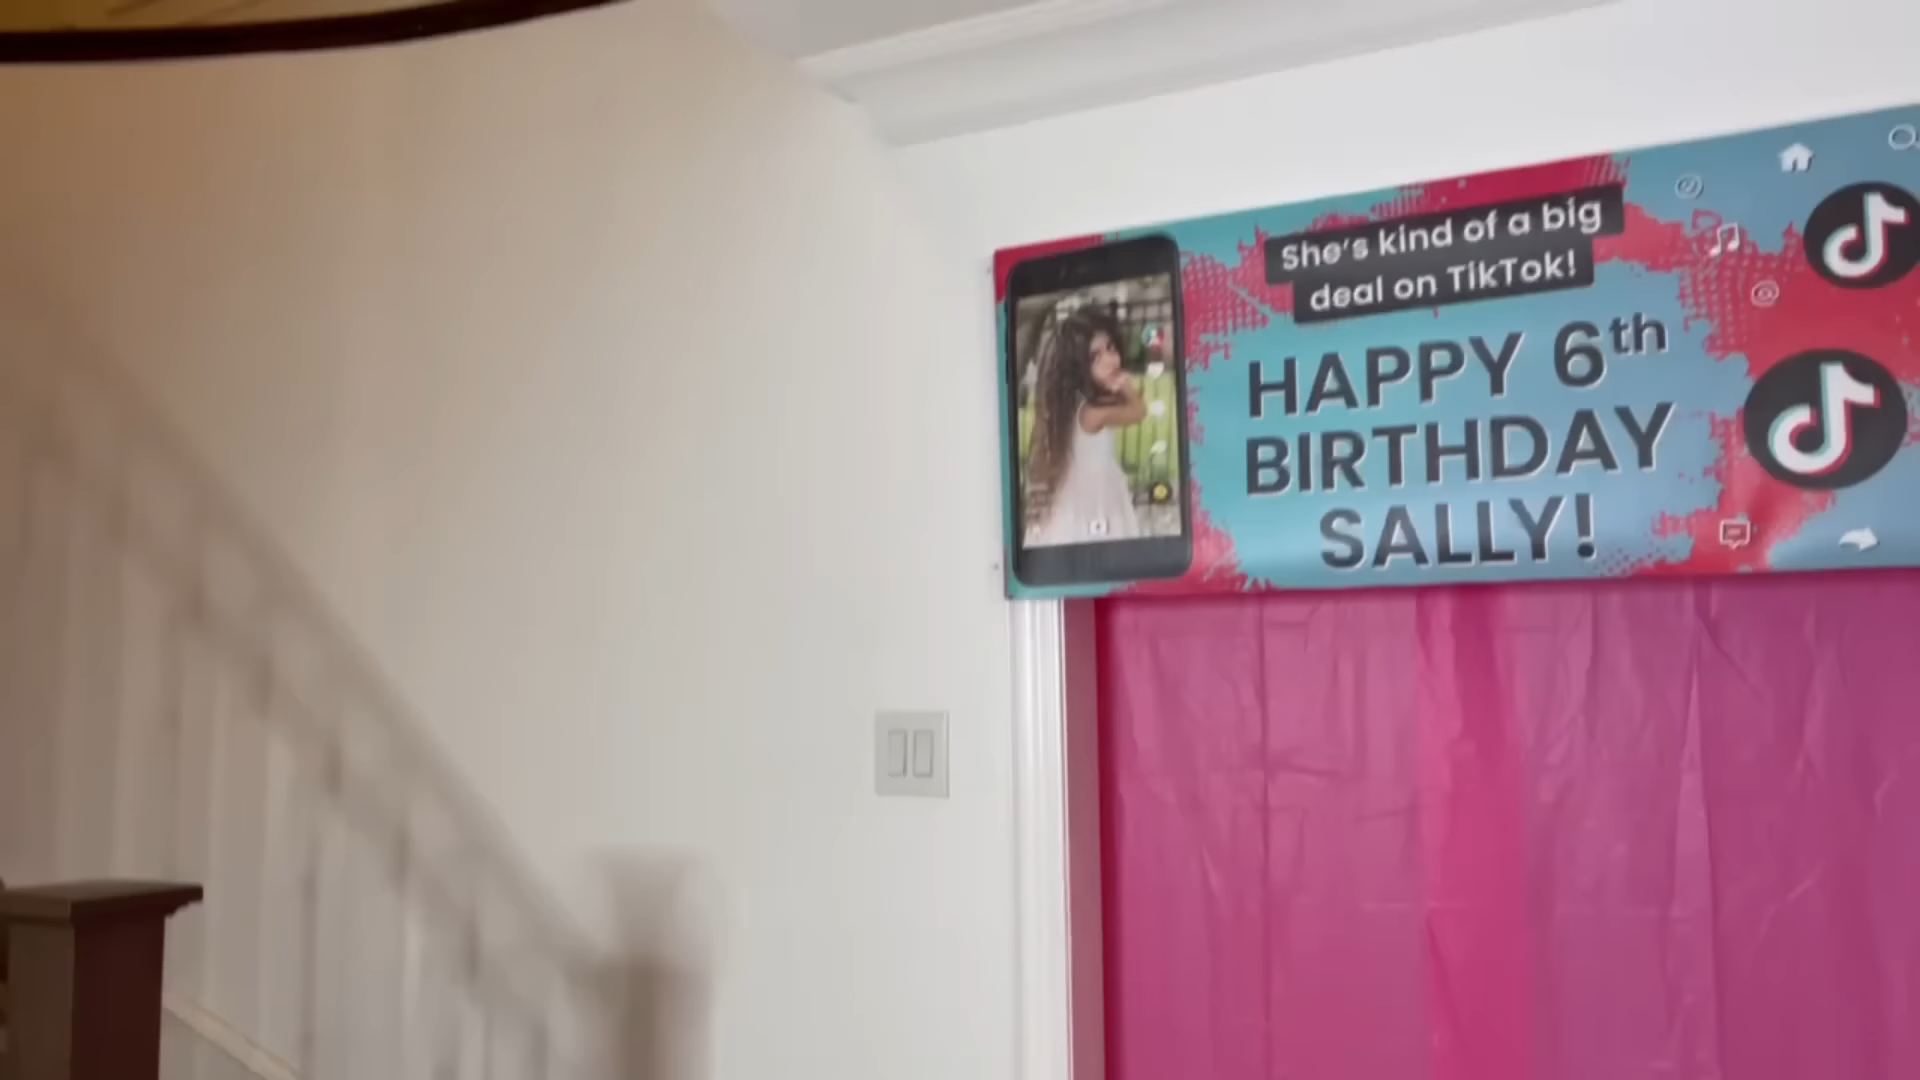 She's kind of a big
deal on TikTok!
HAPPY 6th
BIRTHDAY
SALLY!